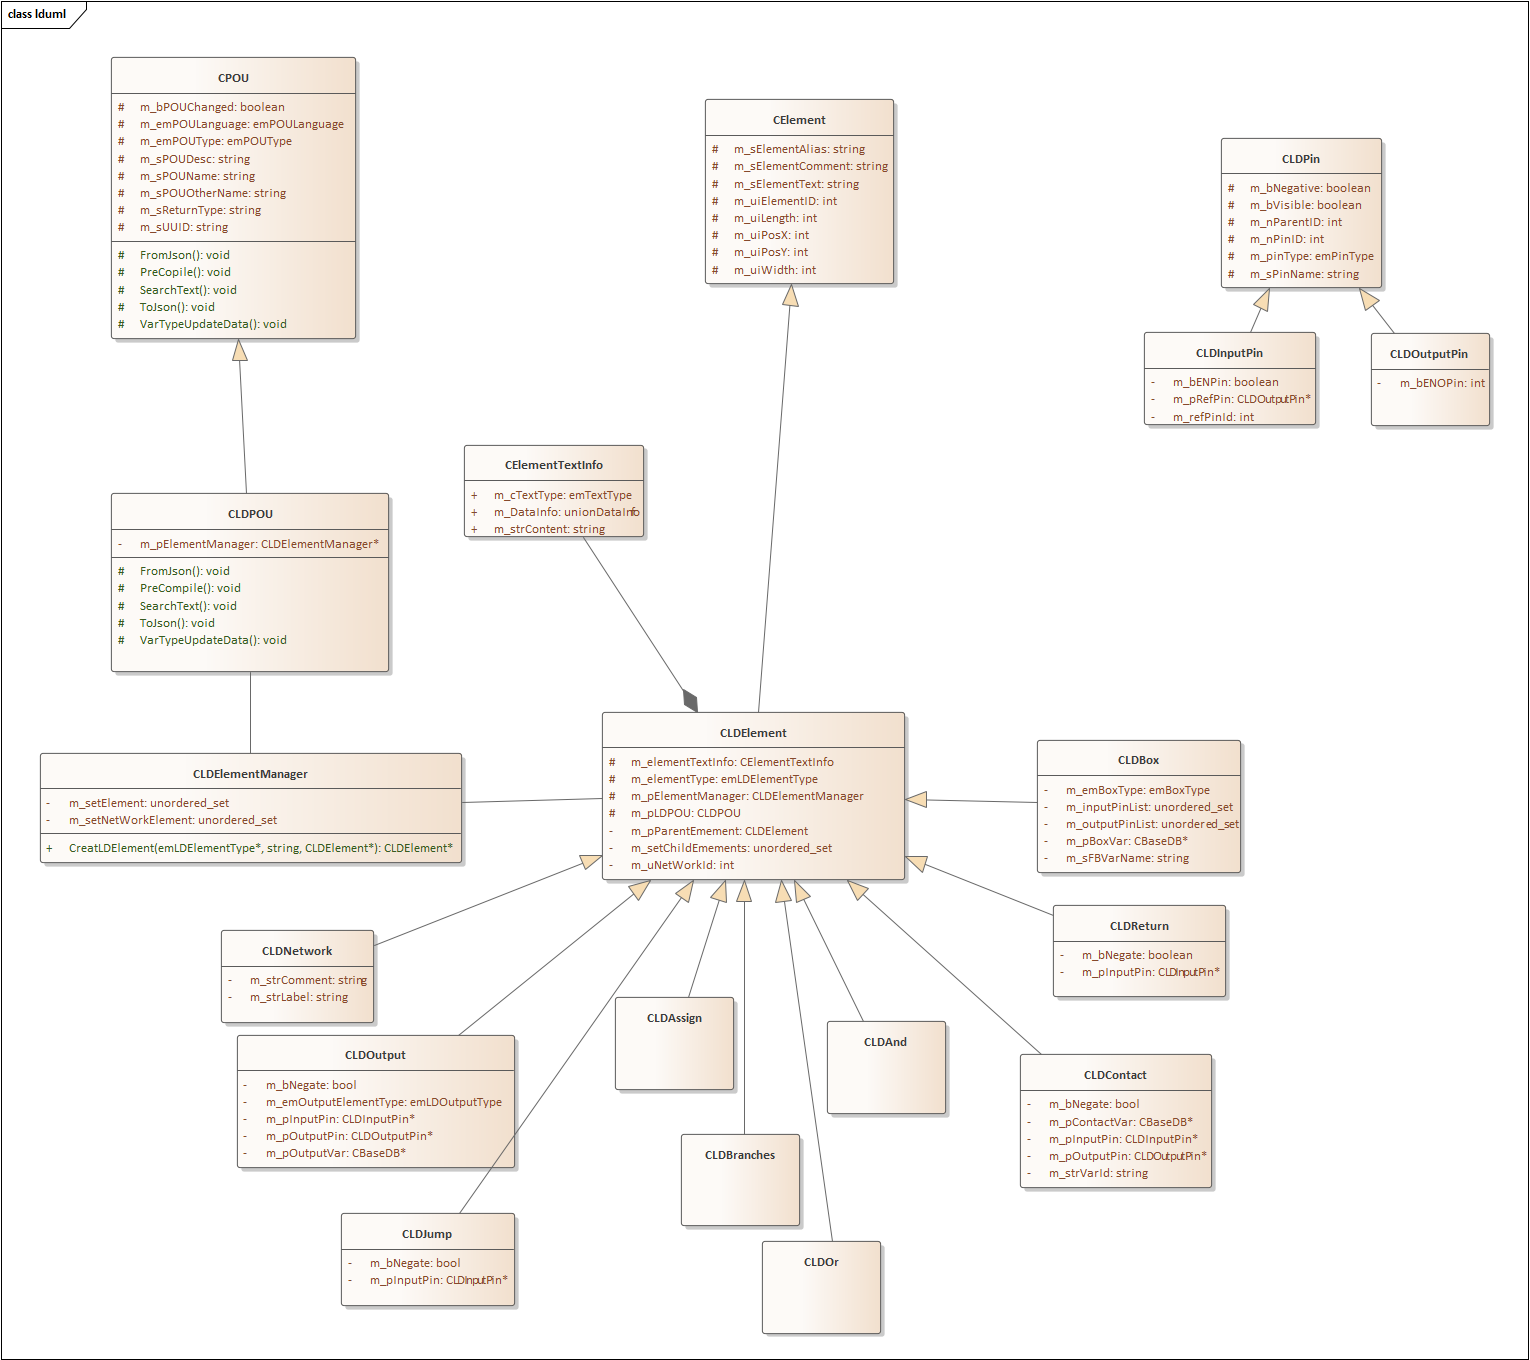 class lduml
CPOU
# m_bPOUChanged: boolean
# m_emPOULanguage: emPOULanguage
# m_emPOUType: emPOUType
# m_sPOUDesc: string
# m_sPOUName: string
# m_sPOUOtherName: string
# m_sReturnType: string
# m_sUUID: string
# FromJson(): void
# PreCopile(): void
# SearchText(): void
# ToJson(): void
# VarTypeUpdateData(): void
CElement
# m_sElementAlias: string
# m_sElementComment: string
# m_sElementText: string
# m_uiElementID: int
# m_uiLength: int
# m_uiPosX: int
# m_uiPosY: int
# m_uiWidth: int
CLDPin
# m_bNegative: boolean
# m_bVisible: boolean
# m_nParentID: int
# m_nPinID: int
# m_pinType: emPinType
# m_sPinName: string
CLDInputPin
- m_bENPin: boolean
- m_pRefPin: CLDOutputPin*
- m_refPinId: int
CLDOutputPin
- m_bENOPin: int
CElementTextInfo
+ m_cTextType: emTextType
+ m_DataInfo: unionDataInfo
+ m_strContent: string
CLDPOU
- m_pElementManager: CLDElementManager*
# FromJson(): void
# PreCompile(): void
# SearchText(): void
# ToJson(): void
# VarTypeUpdateData(): void
CLDElementManager
- m_setElement: unordered_set
- m_setNetWorkElement: unordered_set
+ CreatLDElement(emLDElementType*, string, CLDElement*): CLDElement*
CLDElement
# m_elementTextInfo: CElementTextInfo
# m_elementType: emLDElementType
# m_pElementManager: CLDElementManager
# m_pLDPOU: CLDPOU
- m_pParentEmement: CLDElement
- m_setChildEmements: unordered_set
- m_uNetWorkId: int
CLDBox
- m_emBoxType: emBoxType
- m_inputPinList: unordered_set
- m_outputPinList: unordered_set
- m_pBoxVar: CBaseDB*
- m_sFBVarName: string
CLDReturn
- m_bNegate: boolean
- m_pInputPin: CLDInputPin*
CLDNetwork
- m_strComment: string
- m_strLabel: string
CLDOutput
- m_bNegate: bool
- m_emOutputElementType: emLDOutputType
- m_pInputPin: CLDInputPin*
- m_pOutputPin: CLDOutputPin*
- m_pOutputVar: CBaseDB*
CLDAssign
CLDAnd
CLDContact
- m_bNegate: bool
- m_pContactVar: CBaseDB*
- m_pInputPin: CLDInputPin*
- m_pOutputPin: CLDOutputPin*
- m_strVarId: string
CLDBranches
CLDJump
- m_bNegate: bool
- m_pInputPin: CLDInputPin*
CLDOr